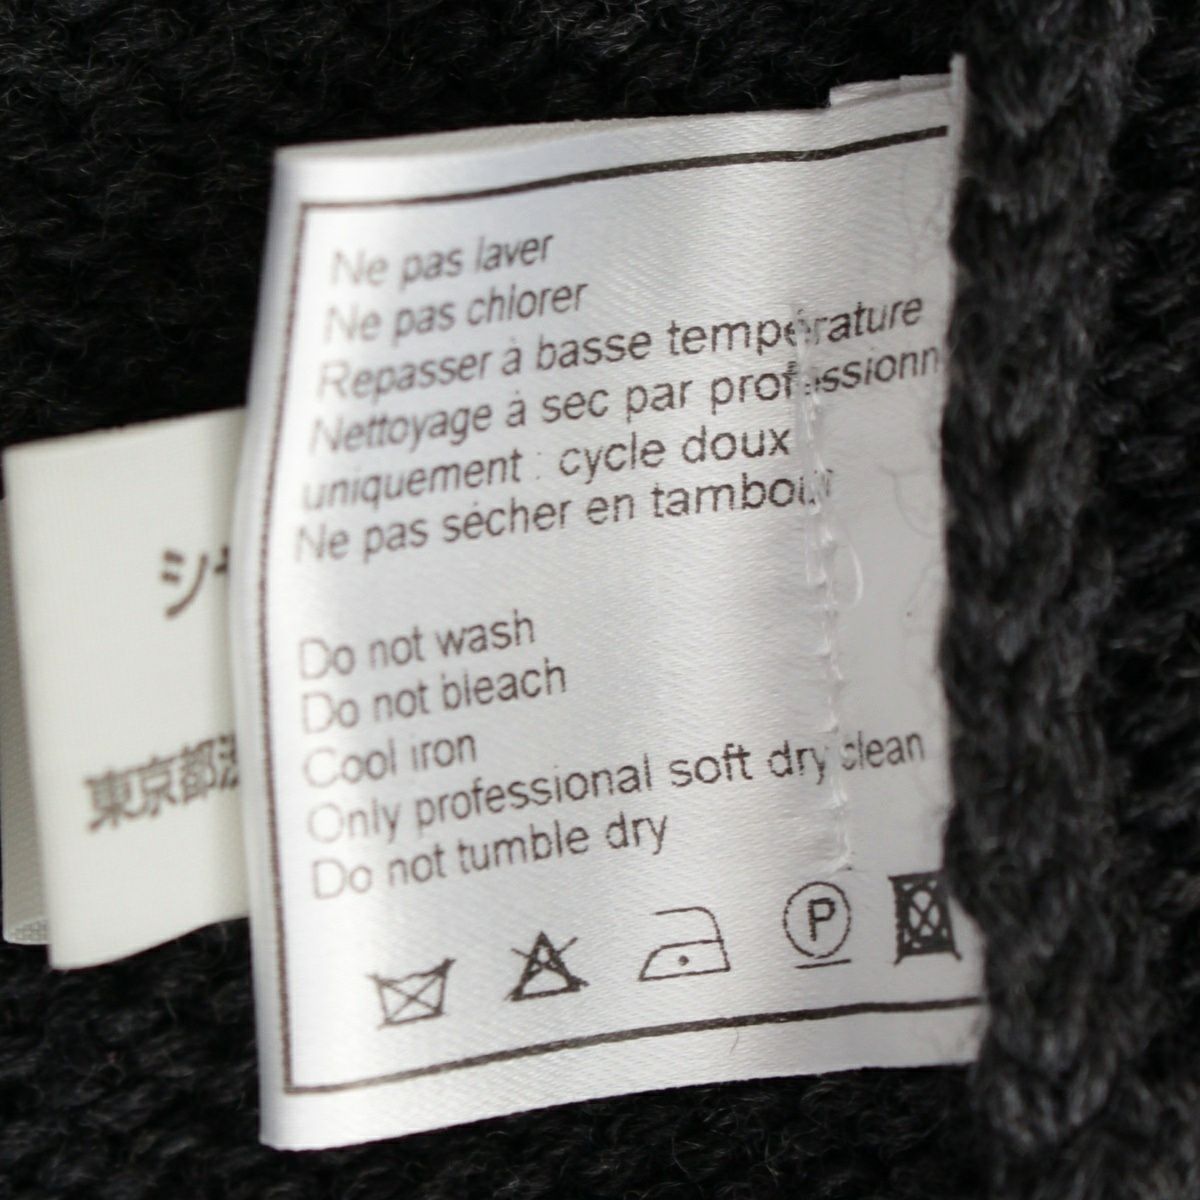 Ne pas laver
Ne pas chlorer
Repasser à basse température
Nettoyage à sec par professionn
uniquement : cycle doux
Ne pas sécher en tambour
Do not wash
Do not bleach
Cool iron
Only professional soft dry clean
Do not tumble dry
P
シャ
東京都